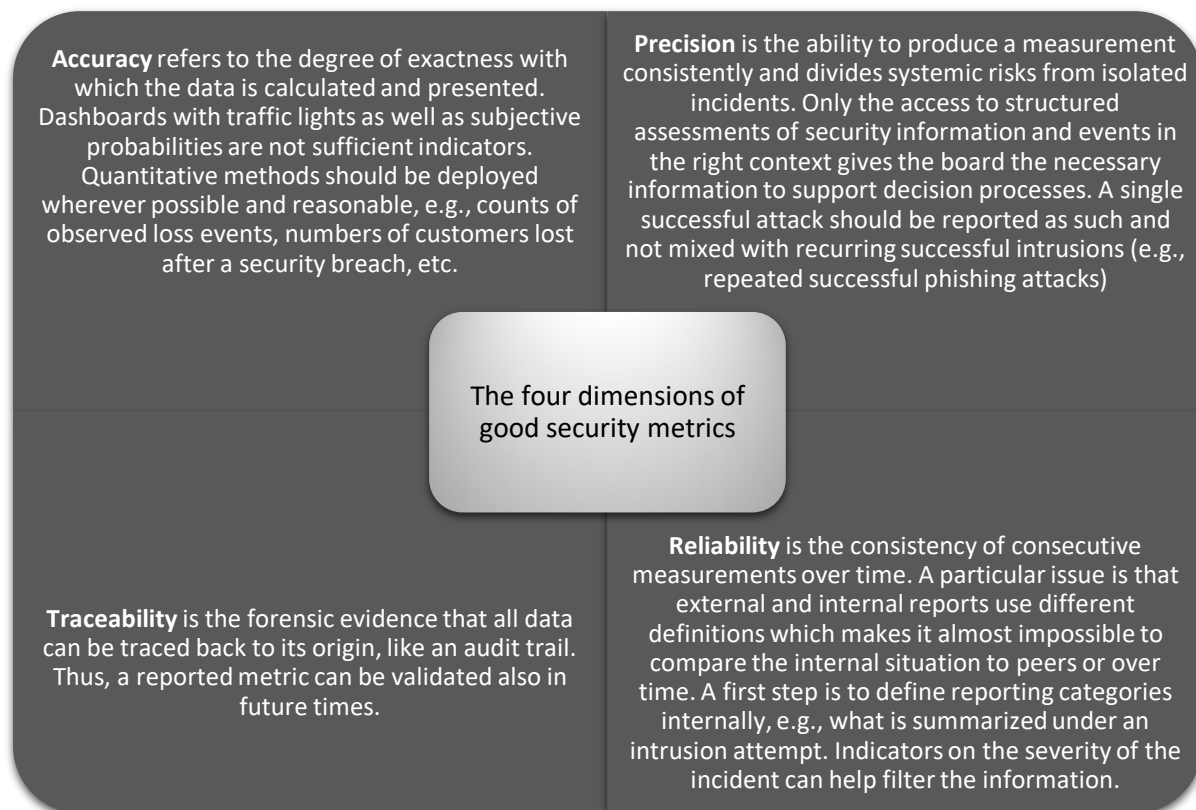 Accuracy refers to the degree of exactness with
which the data is calculated and presented.
Dashboards with traffic lights as well as subjective
probabilities are not sufficient indicators.
Quantitative methods should be deployed
wherever possible and reasonable, e.g., counts of
observed loss events, numbers of customers lost
after a security breach, etc.
Precision is the ability to produce a measurement
consistently and divides systemic risks from isolated
incidents. Only the access to structured
assessments of security information and events in
the right context gives the board the necessary
information to support decision processes. A single
successful attack should be reported as such and
not mixed with recurring successful intrusions (e.g.,
repeated successful phishing attacks)
The four dimensions of
good security metrics
Traceability is the forensic evidence that all data
can be traced back to its origin, like an audit trail.
Thus, a reported metric can be validated also in
future times.
Reliability is the consistency of consecutive
measurements over time. A particular issue is that
external and internal reports use different
definitions which makes it almost impossible to
compare the internal situation to peers or over
time. A first step is to define reporting categories
internally, e.g., what is summarized under an
intrusion attempt. Indicators on the severity of the
incident can help filter the information.